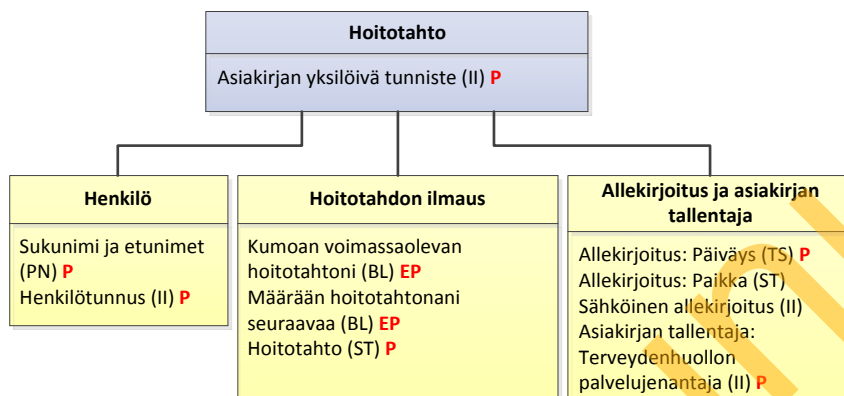 Hoitotahto
Asiakirjan yksilöivä tunniste (II) P
Henkilö
Sukunimi ja etunimet
(PN) P
Henkilötunnus (II) P
Hoitotahdon ilmaus
Kumoan voimassaolevan
hoitotahtoni (BL) EP
Määrään hoitotahtonani
seuraavaa (BL) EP
Hoitotahto (ST) P
Allekirjoitus ja asiakirjan
tallentaja
Allekirjoitus: Päiväys (TS) P
Allekirjoitus: Paikka (ST)
Sähköinen allekirjoitus (II)
Asiakirjan tallentaja:
Terveydenhuollon
palvelujenantaja (II) P